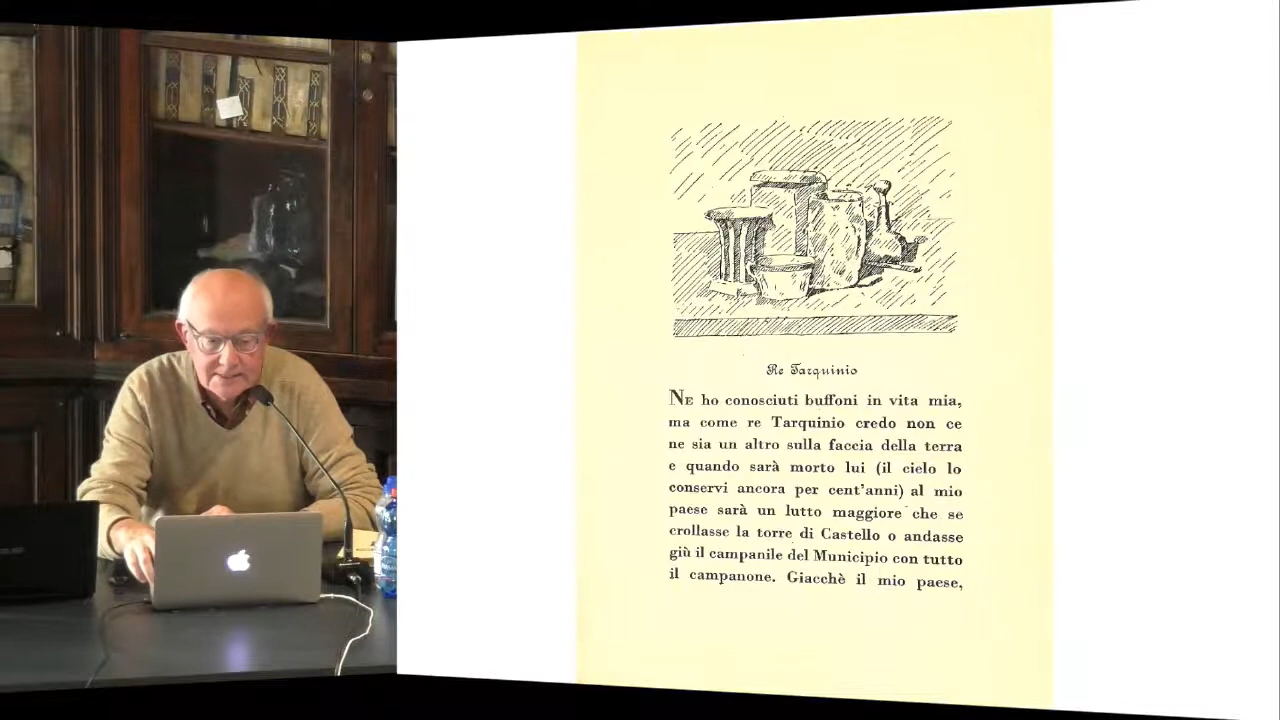 Re Tarquinio
NE ho conosciuti buffoni in vita mia,
ma come re Tarquinio credo non ce
ne sia un altro sulla faccia della terra
e quando sarà morto lui (il cielo lo
conservi ancora per cent'anni) al mio
paese sarà un lutto maggiore che se
crollasse la torre di Castello o andasse
giù il campanile del Municipio con tutto
il campanone. Giacchè il mio paese,